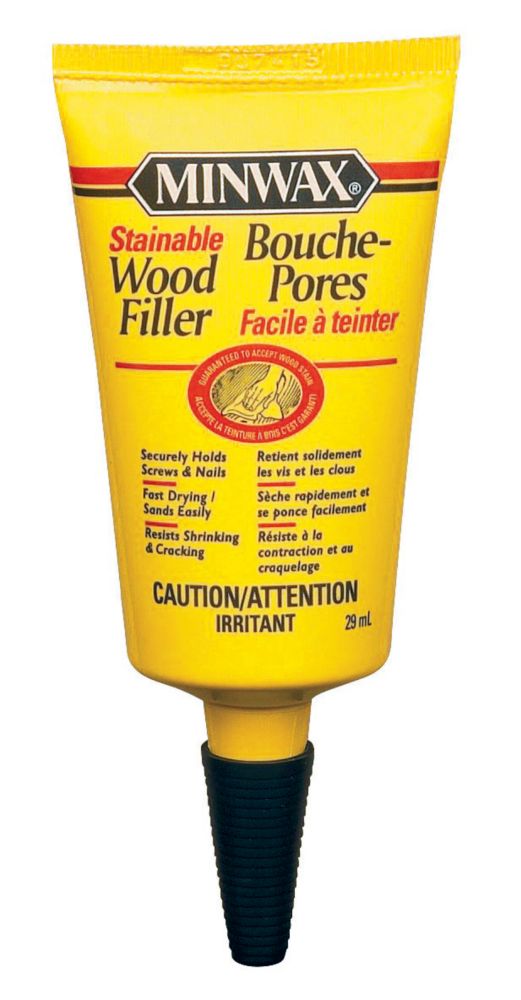 MINWAX®
Stainable
Wood
Filler
Bouche-
Pores
Facile à teinter
GUARANTEED TO ACCEPT WOOD STAIN
ACCEPTE LA TEINTURE À BOIS C'EST GARANTI
Securely Holds
Screws & Nails
Fast Drying /
Sands Easily
Resists Shrinking
& Cracking
Retient solidement
les vis et les clous
Sèche rapidement et
se ponce facilement
Résiste à la
contraction et au
craquelage
CAUTION/ATTENTION
IRRITANT
29 mL